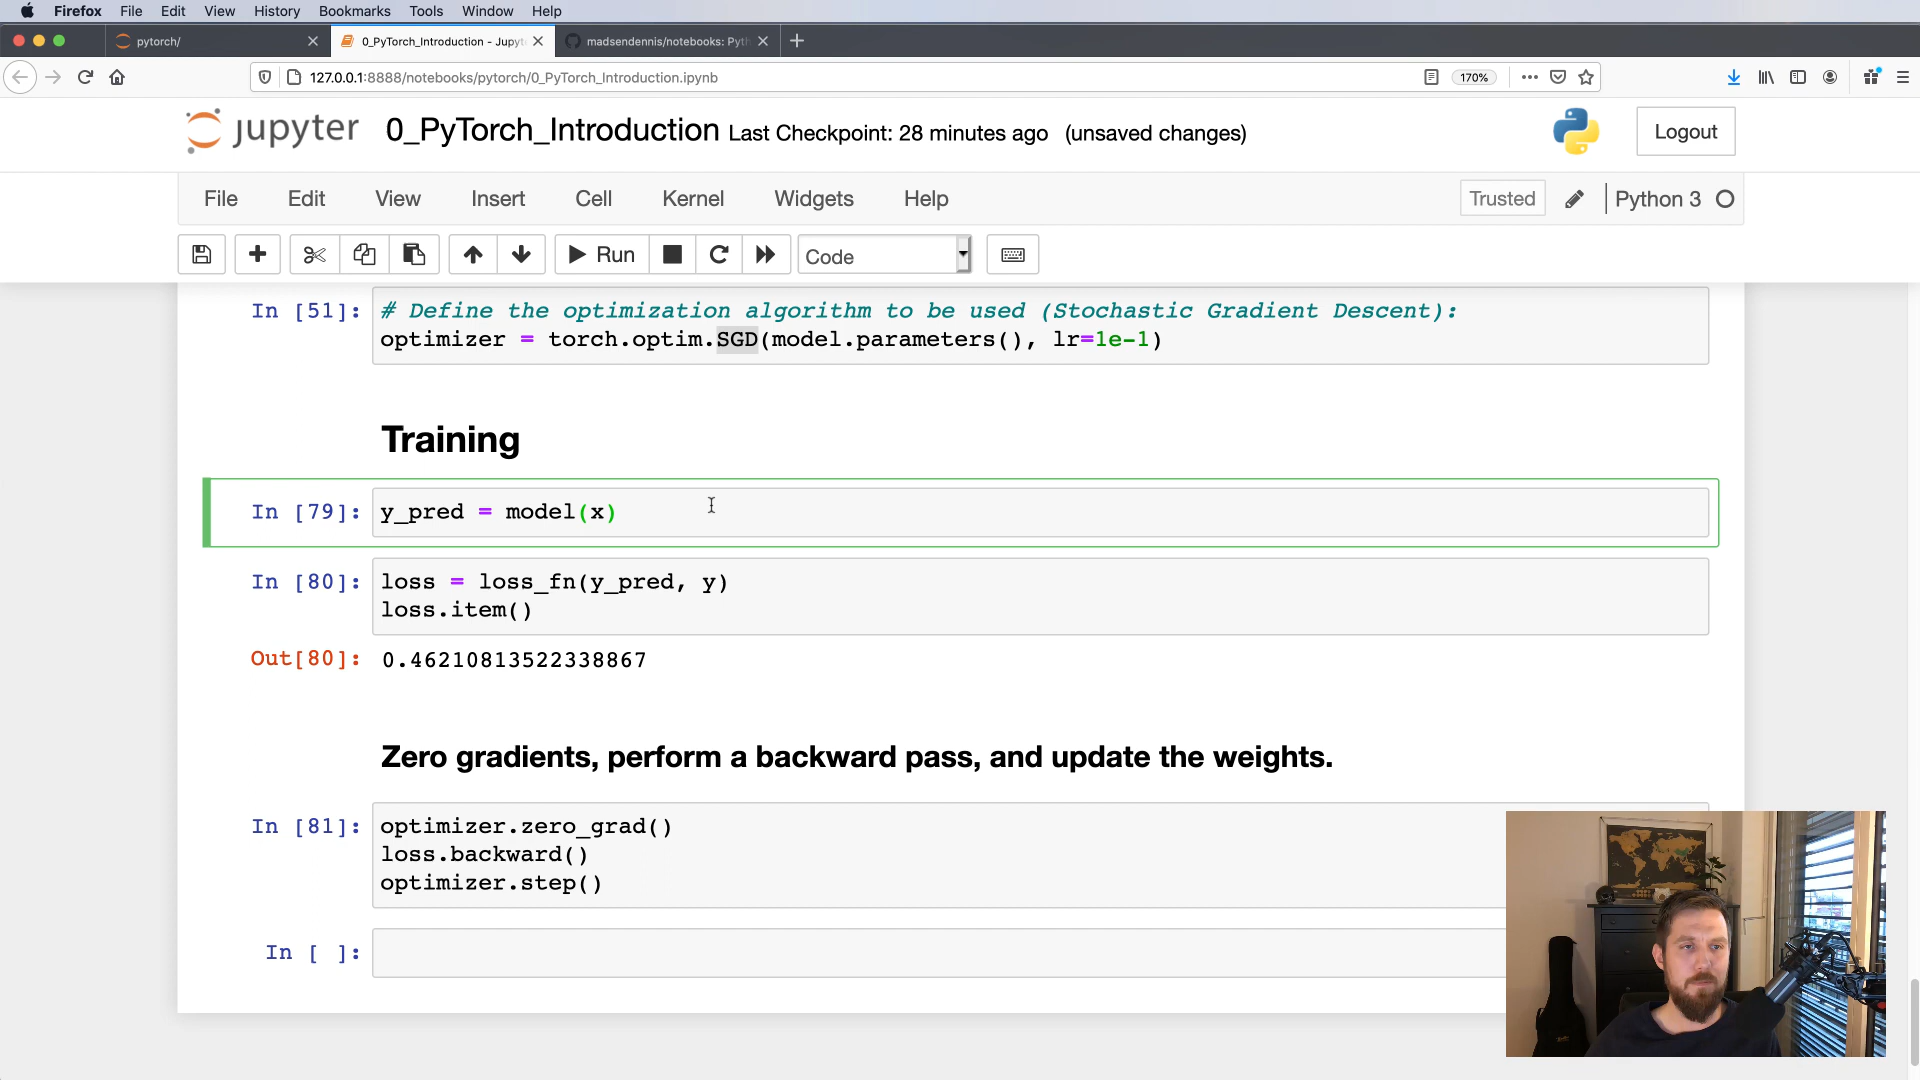 Firefox File Edit View History Bookmarks Tools Window Help
pytorch/
0_PyTorch_Introduction - Jupyt
madsendennis/notebooks: Pyth
127.0.0.1:8888/notebooks/pytorch/0_PyTorch_Introduction.ipynb
170%
jupyter 0_PyTorch_Introduction Last Checkpoint: 28 minutes ago (unsaved changes)
Logout
File Edit View Insert Cell Kernel Widgets Help
Trusted
Python 3
Run
Code
In [51]: # Define the optimization algorithm to be used (Stochastic Gradient Descent):
optimizer = torch.optim.SGD(model.parameters(), lr=1e-1)
Training
In [79]: y_pred = model(x)
In [80]: loss = loss_fn(y_pred, y)
loss.item()
Out[80]: 0.46210813522338867
Zero gradients, perform a backward pass, and update the weights.
In [81]: optimizer.zero_grad()
loss.backward()
optimizer.step()
In [ ]: